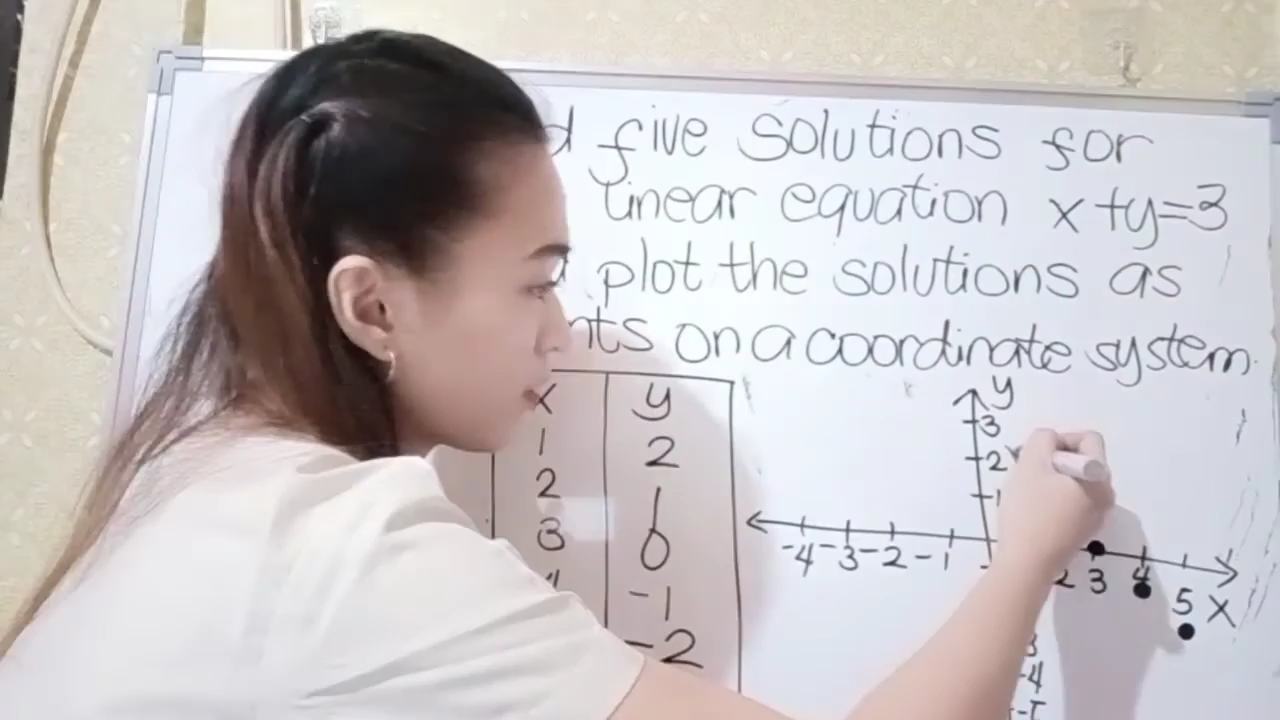 five solutions for
linear equation x+y=3
plot the solutions as
on a coordinate system.
x y
1 2
2 1
3 0
-1
-2
y
3
2
-4 -3 -2 -1 2 3 4 5 x
-4